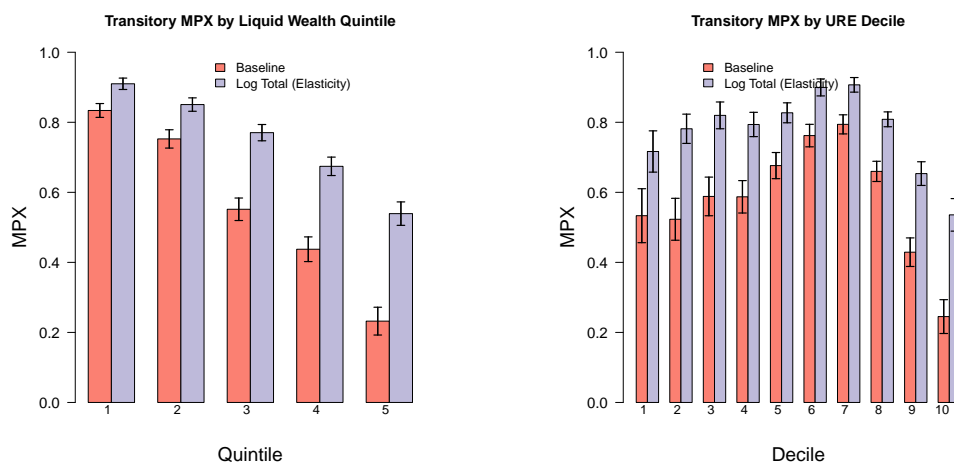 Transitory MPX by Liquid Wealth Quintile
MPX
1.0
0.8
0.6
0.4
0.2
0.0
Baseline
Log Total (Elasticity)
1 2 3 4 5
Quintile
Transitory MPX by URE Decile
MPX
1.0
0.8
0.6
0.4
0.2
0.0
Baseline
Log Total (Elasticity)
1 2 3 4 5 6 7 8 9 10
Decile